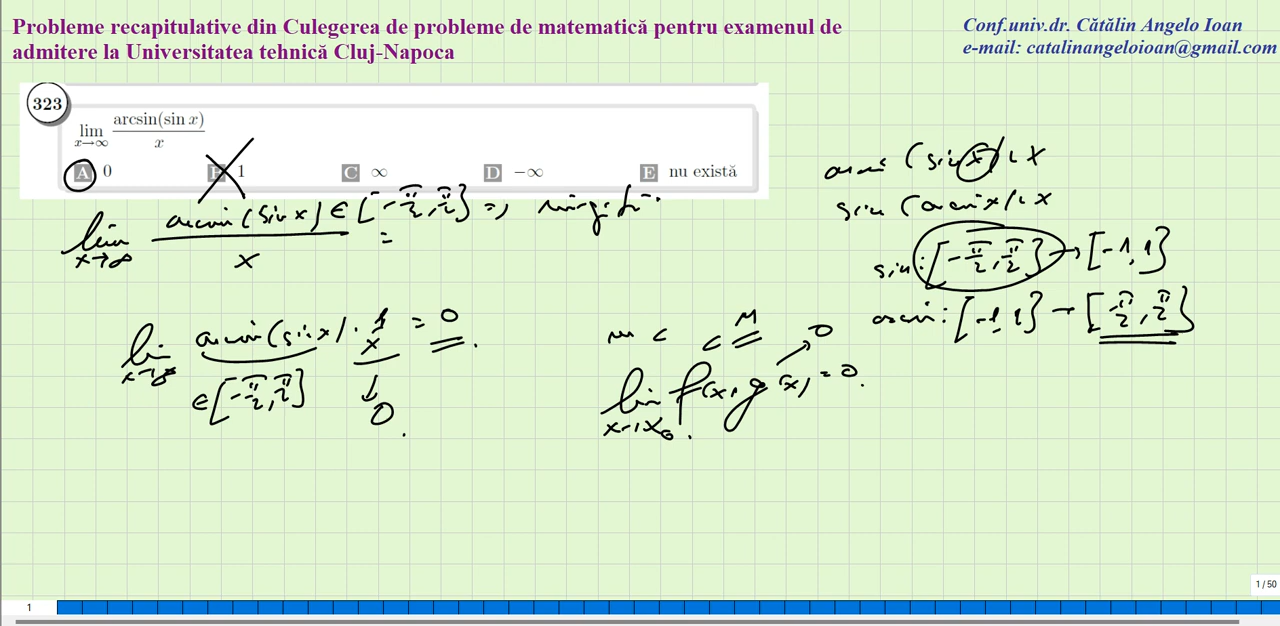 Probleme recapitulative din Culegerea de probleme de matematică pentru examenul de
admitere la Universitatea tehnică Cluj-Napoca
Conf.univ.dr. Cătălin Angelo Ioan
e-mail: catalinangeloioan@gmail.com
323
lim x→∞ arcsin(sin x) / x
A 0 B 1 C ∞ D −∞ E nu există
lim x→∞ arcsin(sin x) / x ∈ [-π/2, π/2] =>
lim x→∞ arcsin(sin x) · 1/x = 0.
∈ [-π/2, π/2] ↓ 0.
arcsin(sin x) = x
sin(arcsin x) = x
sin: [-π/2, π/2] → [-1, 1]
arcsin: [-1, 1] → [-π/2, π/2]
m ≤ ≤ M
lim x→x₀ f(x) g(x) = 0.
→ 0
1
1 / 50